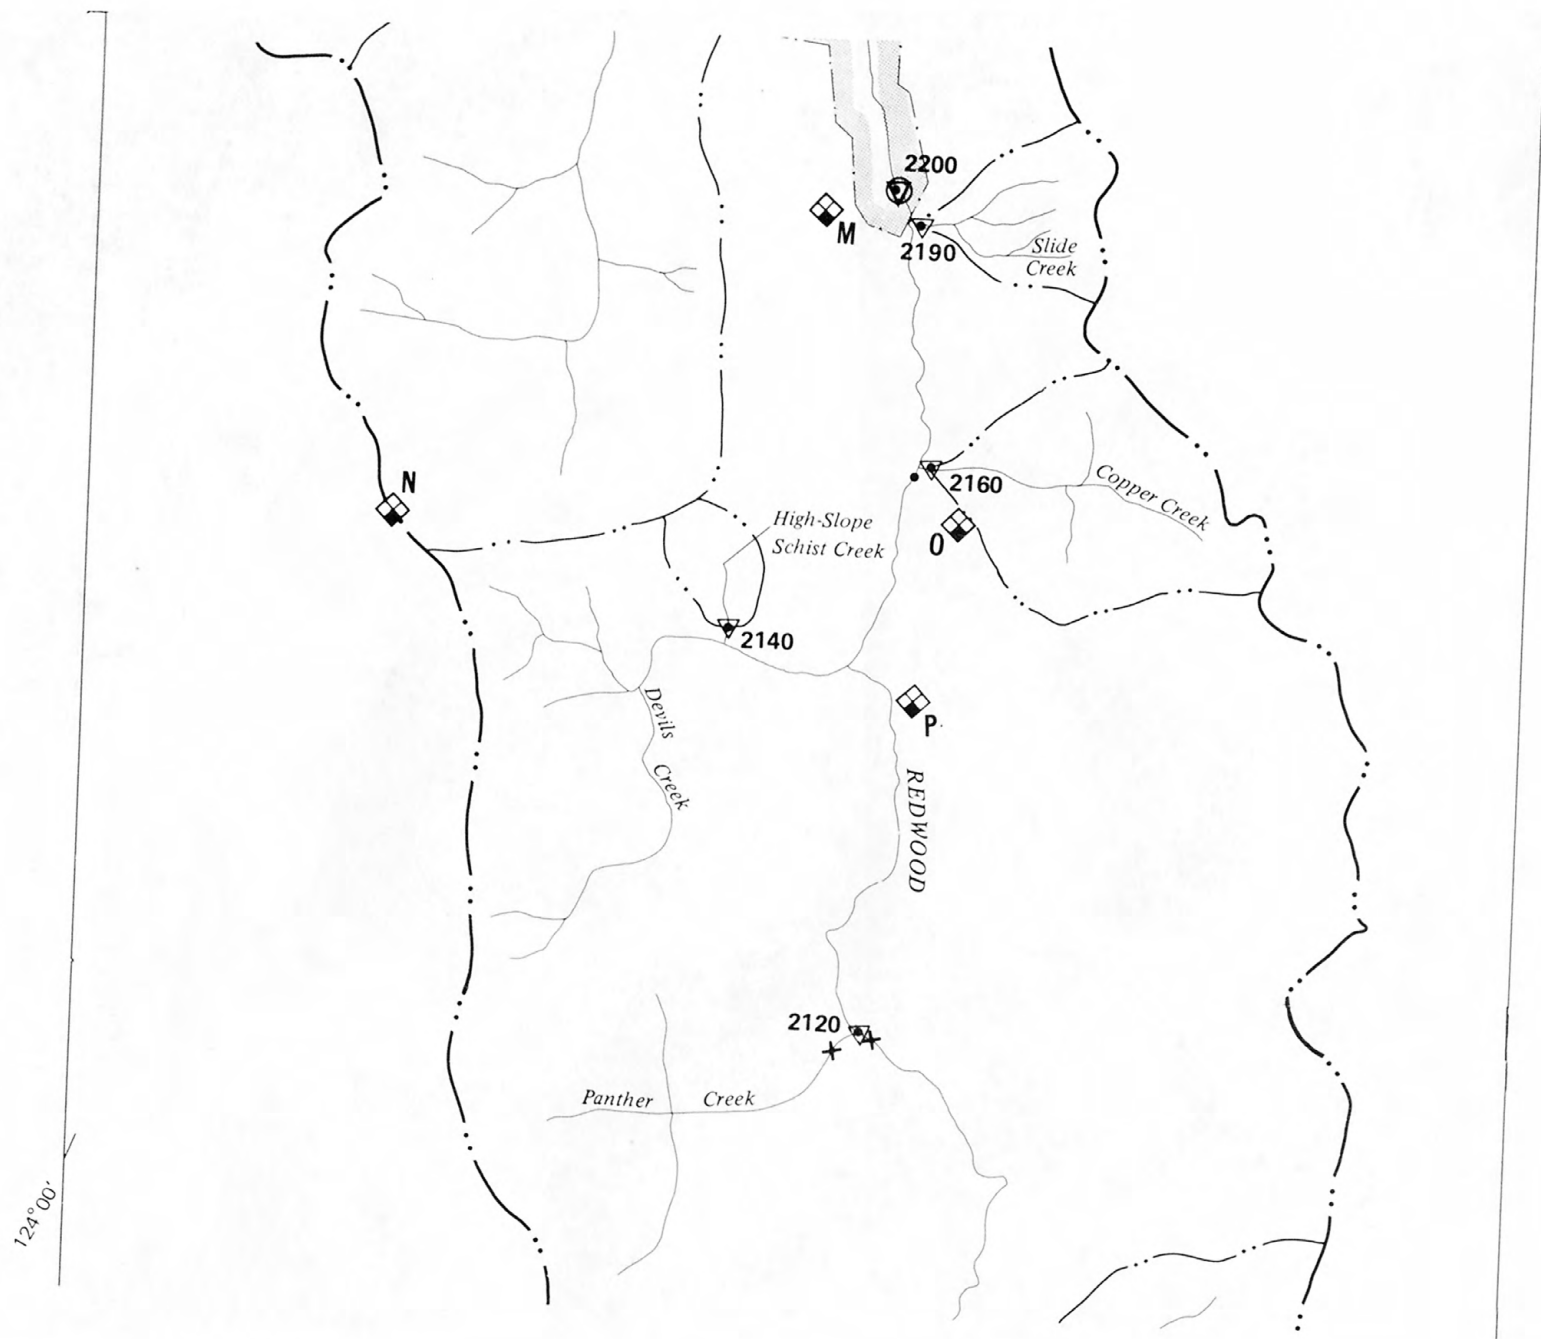 2200
M
2190
Slide
Creek
N
2160
Copper Creek
High-Slope
Schist Creek
O
2140
P
Devils
Creek
REDWOOD
2120
Panther Creek
124°00'